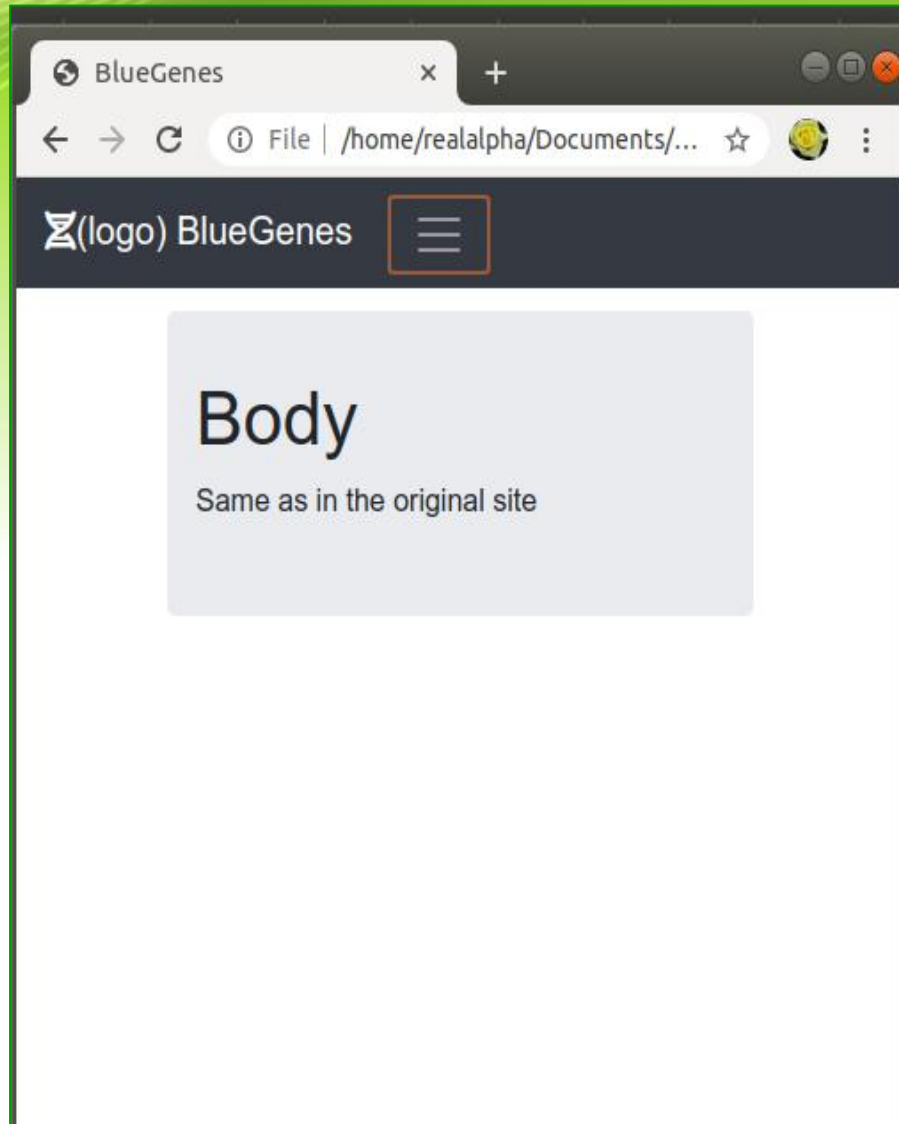 BlueGenes
File | /home/realalpha/Documents/...
(logo) BlueGenes
Body
Same as in the original site